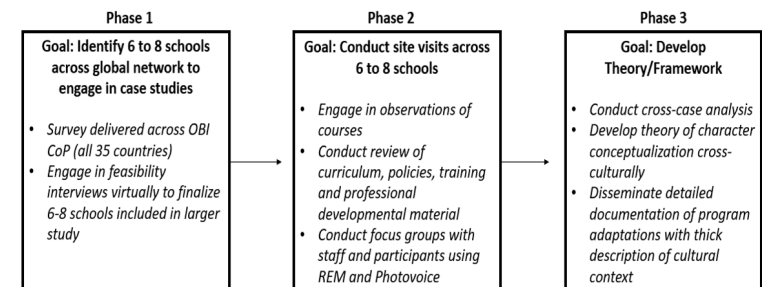 Phase 1
Goal: Identify 6 to 8 schools
across global network to
engage in case studies
• Survey delivered across OBI
CoP (all 35 countries)
• Engage in feasibility
interviews virtually to finalize
6-8 schools included in larger
study
Phase 2
Goal: Conduct site visits across
6 to 8 schools
• Engage in observations of
courses
• Conduct review of
curriculum, policies, training
and professional
developmental material
• Conduct focus groups with
staff and participants using
REM and Photovoice
Phase 3
Goal: Develop
Theory/Framework
• Conduct cross-case analysis
• Develop theory of character
conceptualization cross-
culturally
• Disseminate detailed
documentation of program
adaptations with thick
description of cultural
context